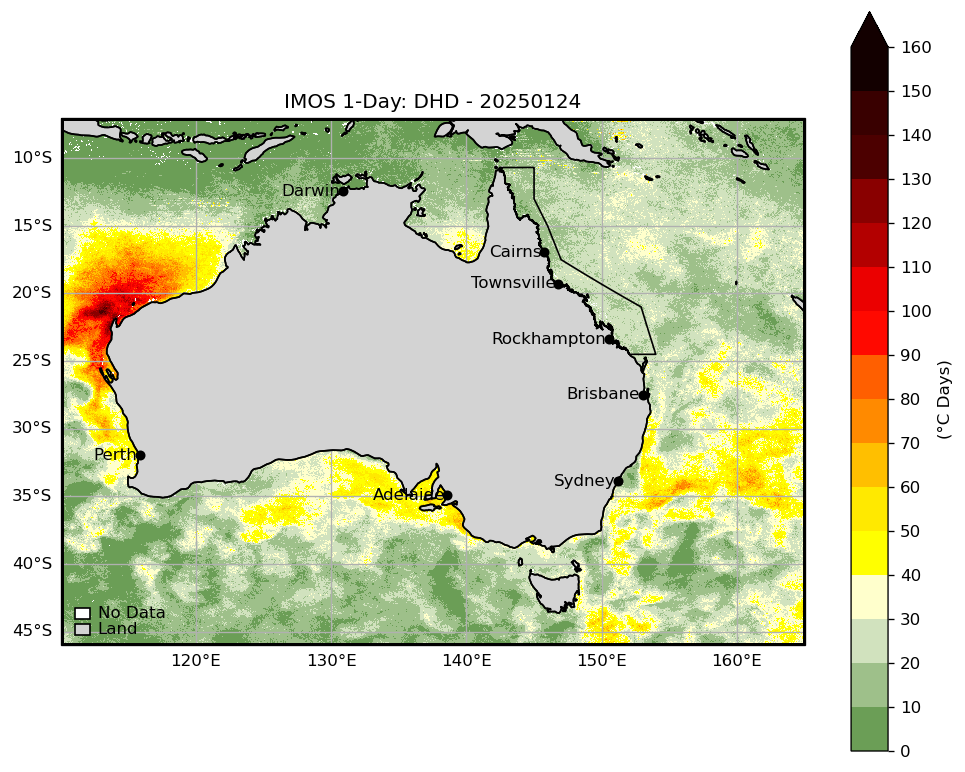 IMOS 1-Day: DHD - 20250124
160
150
140
130
120
110
100
90
80
70
60
50
40
30
20
10
0
(°C Days)
10°S
15°S
20°S
25°S
30°S
35°S
40°S
45°S
Darwin
Cairns
Townsville
Rockhampton
Brisbane
Perth
Sydney
Adelaide
No Data
Land
120°E
130°E
140°E
150°E
160°E